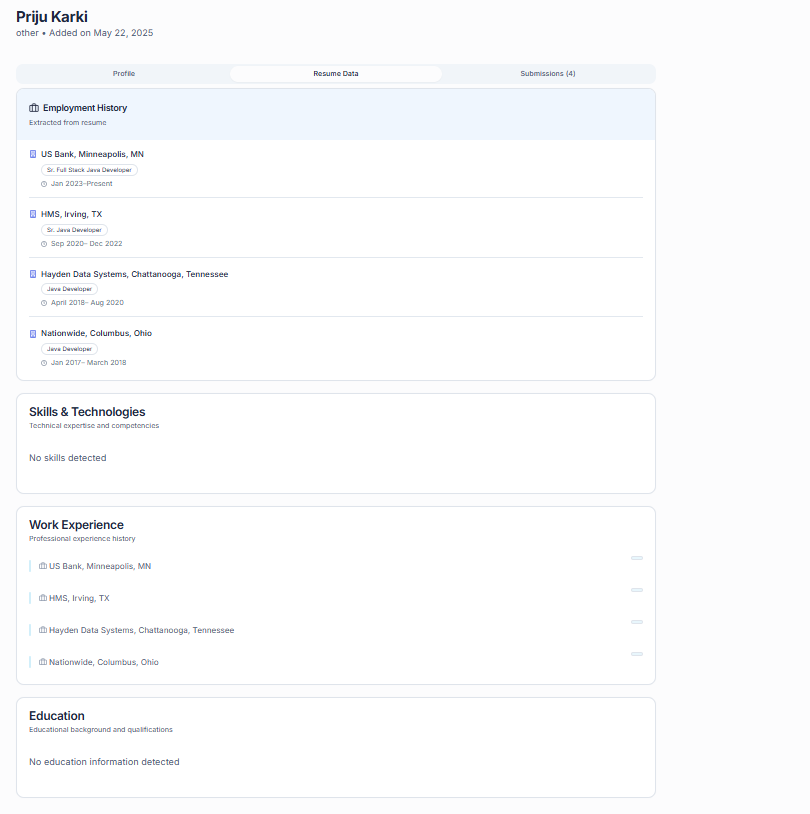 Priju Karki
other • Added on May 22, 2025
Profile
Resume Data
Submissions (4)
Employment History
Extracted from resume
US Bank, Minneapolis, MN
Sr. Full Stack Java Developer
Jan 2023–Present
HMS, Irving, TX
Sr. Java Developer
Sep 2020– Dec 2022
Hayden Data Systems, Chattanooga, Tennessee
Java Developer
April 2018– Aug 2020
Nationwide, Columbus, Ohio
Java Developer
Jan 2017– March 2018
Skills & Technologies
Technical expertise and competencies
No skills detected
Work Experience
Professional experience history
US Bank, Minneapolis, MN
HMS, Irving, TX
Hayden Data Systems, Chattanooga, Tennessee
Nationwide, Columbus, Ohio
Education
Educational background and qualifications
No education information detected